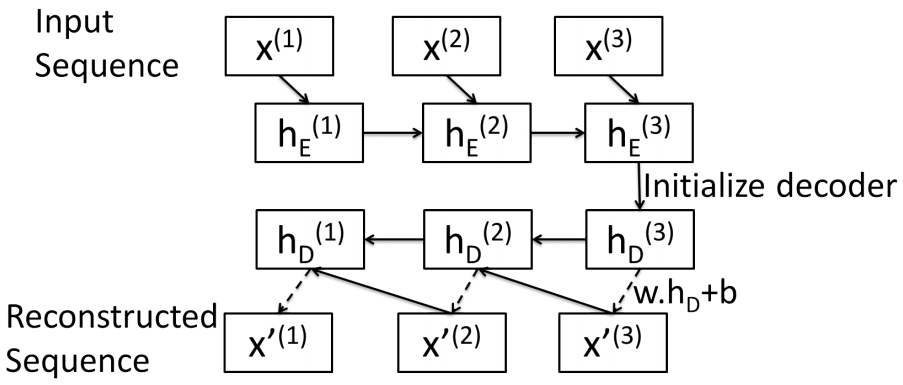 Input
Sequence
x⁽¹⁾ x⁽²⁾ x⁽³⁾
h_E⁽¹⁾ h_E⁽²⁾ h_E⁽³⁾
Initialize decoder
h_D⁽¹⁾ h_D⁽²⁾ h_D⁽³⁾
w.h_D+b
Reconstructed
Sequence
x'⁽¹⁾ x'⁽²⁾ x'⁽³⁾